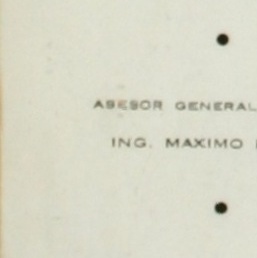 ASESOR GENERAL
ING. MAXIMO